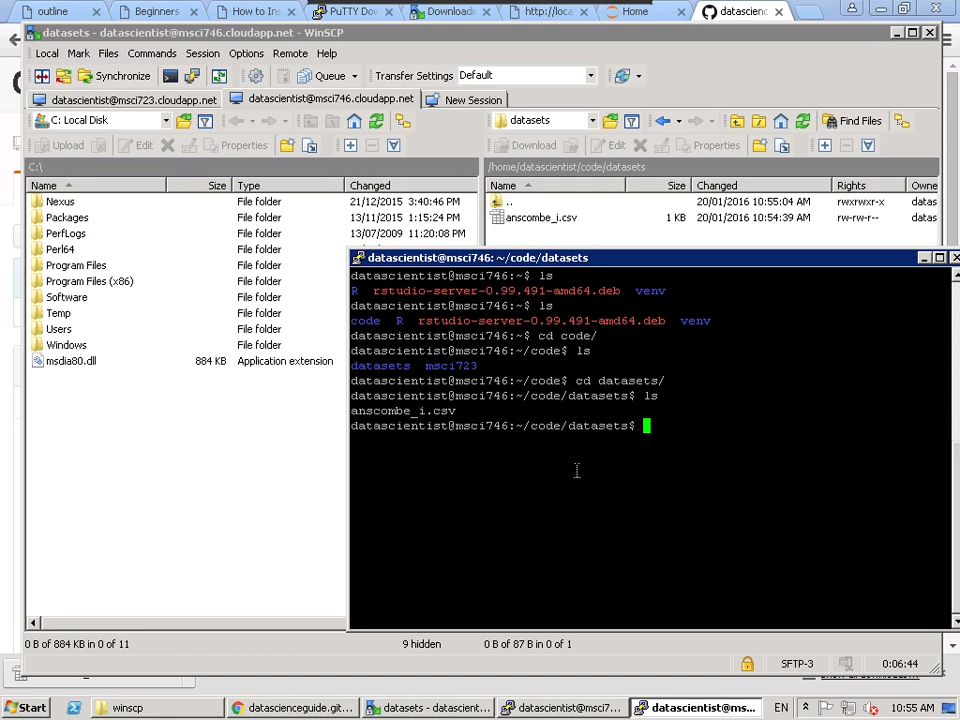 outline
Beginners
How to Ins
PuTTY Dow
Downloadi
http://loca
Home
datascienc
datasets - datascientist@msci746.cloudapp.net - WinSCP
Local Mark Files Commands Session Options Remote Help
Synchronize Queue Transfer Settings Default
datascientist@msci723.cloudapp.net datascientist@msci746.cloudapp.net New Session
C: Local Disk
datasets Find Files
Upload Edit Properties
Download Edit Properties
C:\
/home/datascientist/code/datasets
Name Size Type Changed
Nexus File folder 21/12/2015 3:40:46 PM
Packages File folder 13/11/2015 1:15:24 PM
PerfLogs File folder 13/07/2009 11:20:08 PM
Perl64 File folder
Program Files File folder
Program Files (x86) File folder
Software File folder
Temp File folder
Users File folder
Windows File folder
msdia80.dll 884 KB Application extension
Name Size Changed Rights Owne
.. 20/01/2016 10:55:04 AM rwxrwxr-x datas
anscombe_i.csv 1 KB 20/01/2016 10:54:39 AM rw-rw-r-- datas
datascientist@msci746: ~/code/datasets
datascientist@msci746:~$ ls
R rstudio-server-0.99.491-amd64.deb venv
datascientist@msci746:~$ ls
code R rstudio-server-0.99.491-amd64.deb venv
datascientist@msci746:~$ cd code/
datascientist@msci746:~/code$ ls
datasets msci723
datascientist@msci746:~/code$ cd datasets/
datascientist@msci746:~/code/datasets$ ls
anscombe_i.csv
datascientist@msci746:~/code/datasets$
0 B of 884 KB in 0 of 11 9 hidden 0 B of 87 B in 0 of 1
SFTP-3 0:06:44
Start winscp datascienceguide.git... datasets - datascient... datascientist@msci7... datascientist@ms... EN 10:55 AM